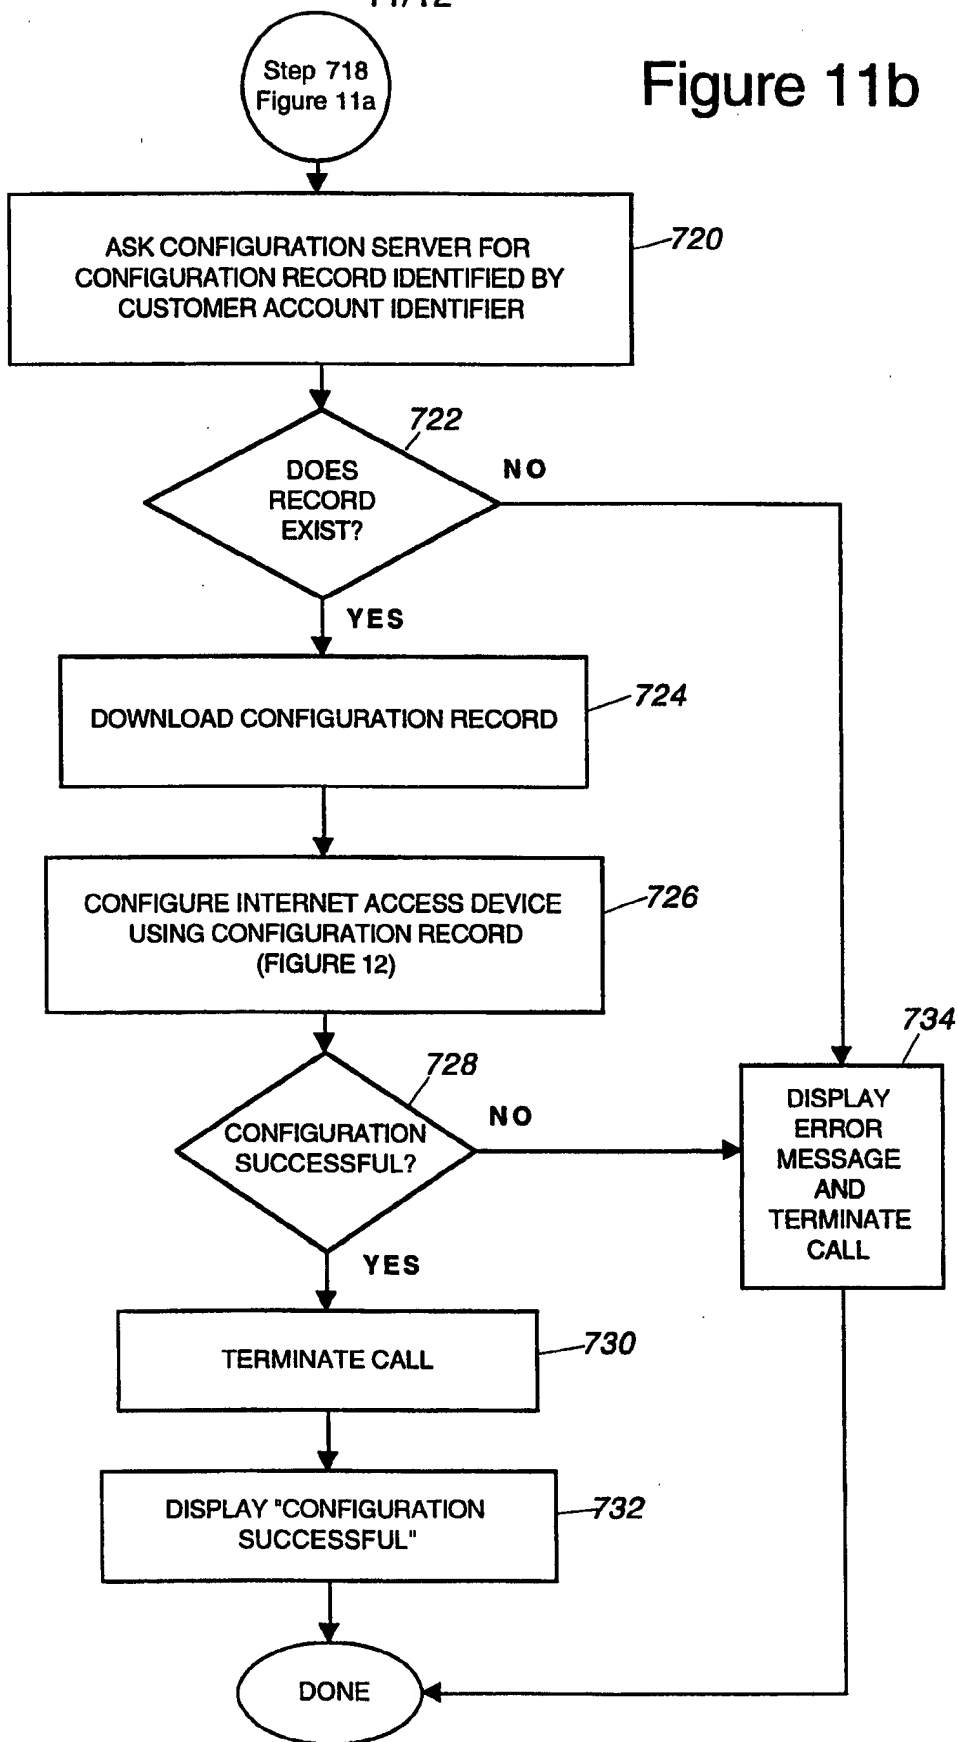 11/12
Figure 11b
Step 718
Figure 11a
ASK CONFIGURATION SERVER FOR
CONFIGURATION RECORD IDENTIFIED BY
CUSTOMER ACCOUNT IDENTIFIER
720
722
DOES
RECORD
EXIST?
NO
YES
DOWNLOAD CONFIGURATION RECORD
724
CONFIGURE INTERNET ACCESS DEVICE
USING CONFIGURATION RECORD
(FIGURE 12)
726
728
CONFIGURATION
SUCCESSFUL?
NO
YES
734
DISPLAY
ERROR
MESSAGE
AND
TERMINATE
CALL
TERMINATE CALL
730
DISPLAY "CONFIGURATION
SUCCESSFUL"
732
DONE